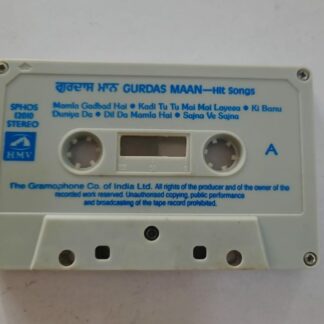 ਗੁਰਦਾਸ ਮਾਨ GURDAS MAAN—Hit Songs
SPHOS
12010
STEREO
Mamla Gadbad Hai • Kadi Tu Tu Mai Mai Layeea • Ki Banu
Duniya Da • Dil Da Mamla Hai • Sajna Ve Sajna
HMV
A
The Gramophone Co. of India Ltd. All rights of the producer and of the owner of the
recorded work reserved. Unauthorised copying, public performance
and broadcasting of the tape record prohibited.